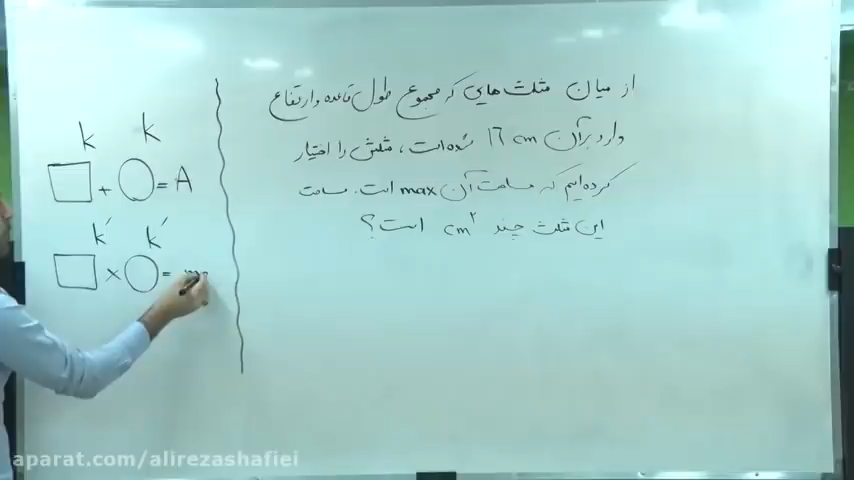 از میان مثلث هایی که مجموع طول قاعده و ارتفاع
وارد بر آن ۱۶ cm شده است، مثلثی را اختیار
کرده ایم که مساحت آن max است. مساحت
این مثلث چند cm² است؟
k k
□ + ○ = A
k' k'
□ × ○ =
aparat.com/alirezashafiei